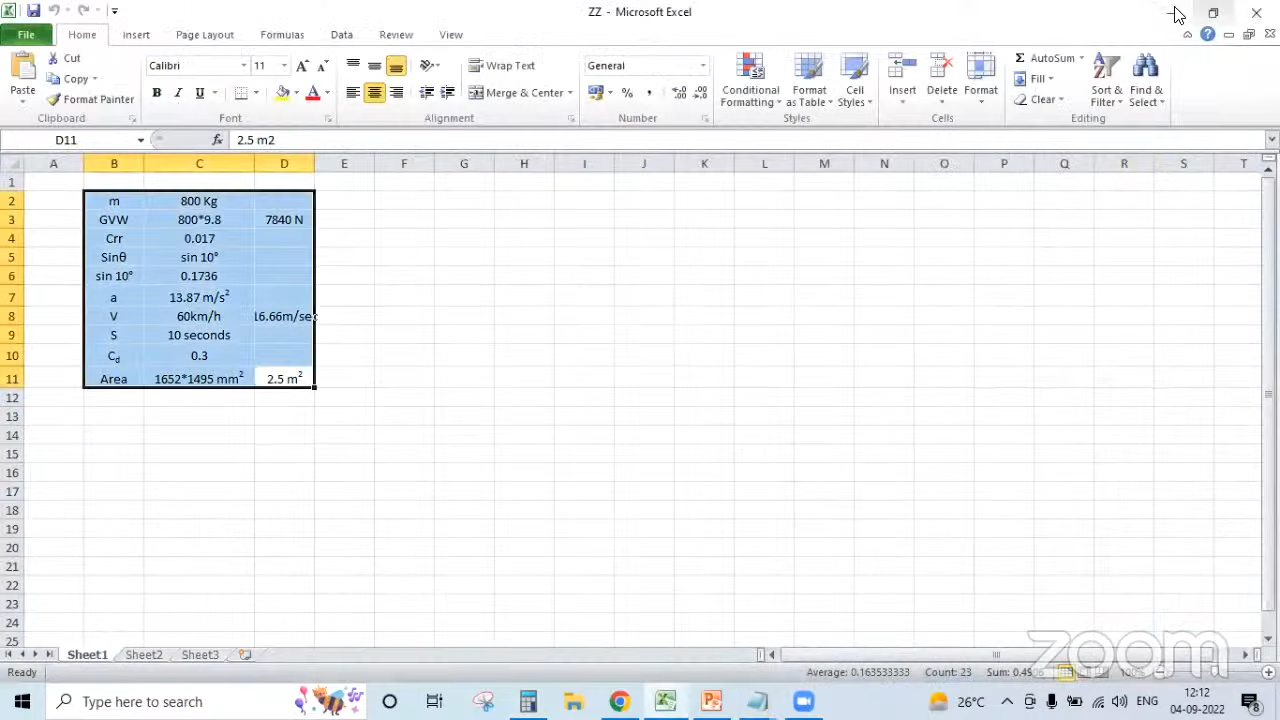 ZZ - Microsoft Excel
File Home Insert Page Layout Formulas Data Review View
Cut
Copy
Format Painter
Paste
Clipboard
Calibri 11
B I U
Font
Wrap Text
Merge & Center
Alignment
General
Number
Conditional Formatting
Format as Table
Cell Styles
Styles
Insert Delete Format
Cells
AutoSum
Fill
Clear
Sort & Filter
Find & Select
Editing
D11 fx 2.5 m2
A B C D E F G H I J K L M N O P Q R S T
1
2 m 800 Kg
3 GVW 800*9.8 7840 N
4 Crr 0.017
5 Sinθ sin 10°
6 sin 10° 0.1736
7 a 13.87 m/s²
8 V 60km/h 16.66m/sec
9 S 10 seconds
10 Cd 0.3
11 Area 1652*1495 mm² 2.5 m²
12
13
14
15
16
17
18
19
20
21
22
23
24
25
Sheet1 Sheet2 Sheet3
zoom
Ready Average: 0.163533333 Count: 23 Sum: 0.4906
Type here to search
26°C ENG 12:12
04-09-2022 8